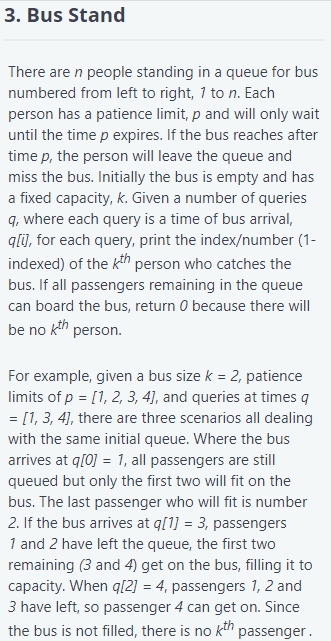 3. Bus Stand
There are n people standing in a queue for bus
numbered from left to right, 1 to n. Each
person has a patience limit, p and will only wait
until the time p expires. If the bus reaches after
time p, the person will leave the queue and
miss the bus. Initially the bus is empty and has
a fixed capacity, k. Given a number of queries
q, where each query is a time of bus arrival,
q[i], for each query, print the index/number (1-
indexed) of the kth person who catches the
bus. If all passengers remaining in the queue
can board the bus, return 0 because there will
be no kth person.
For example, given a bus size k = 2, patience
limits of p = [1, 2, 3, 4], and queries at times q
= [1, 3, 4], there are three scenarios all dealing
with the same initial queue. Where the bus
arrives at q[0] = 1, all passengers are still
queued but only the first two will fit on the
bus. The last passenger who will fit is number
2. If the bus arrives at q[1] = 3, passengers
1 and 2 have left the queue, the first two
remaining (3 and 4) get on the bus, filling it to
capacity. When q[2] = 4, passengers 1, 2 and
3 have left, so passenger 4 can get on. Since
the bus is not filled, there is no kth passenger.